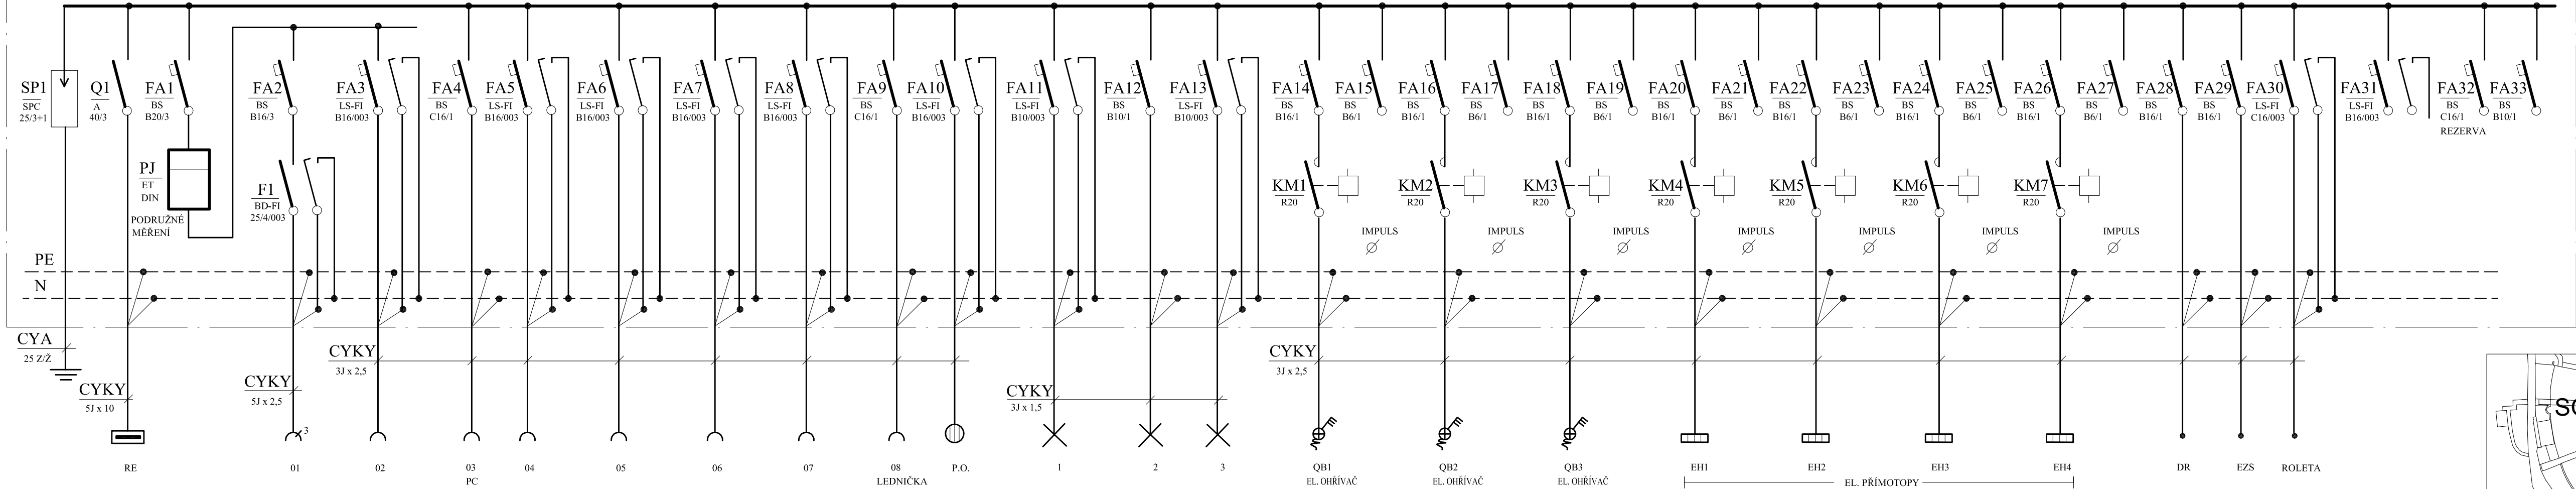 SP1
SPC
25/3+1
Q1
A
40/3
FA1
BS
B20/3
FA2
BS
B16/3
FA3
LS-FI
B16/003
FA4
BS
C16/1
FA5
LS-FI
B16/003
FA6
LS-FI
B16/003
FA7
LS-FI
B16/003
FA8
LS-FI
B16/003
FA9
BS
C16/1
FA10
LS-FI
B16/003
FA11
LS-FI
B10/003
FA12
BS
B10/1
FA13
LS-FI
B10/003
FA14
BS
B16/1
FA15
BS
B6/1
FA16
BS
B16/1
FA17
BS
B6/1
FA18
BS
B16/1
FA19
BS
B6/1
FA20
BS
B16/1
FA21
BS
B6/1
FA22
BS
B16/1
FA23
BS
B6/1
FA24
BS
B16/1
FA25
BS
B6/1
FA26
BS
B16/1
FA27
BS
B6/1
FA28
BS
B16/1
FA29
BS
B16/1
FA30
LS-FI
C16/003
FA31
LS-FI
B16/003
FA32
BS
C16/1
FA33
BS
B10/1
REZERVA
PJ
ET
DIN
PODRUŽNÉ
MĚŘENÍ
F1
BD-FI
25/4/003
KM1
R20
KM2
R20
KM3
R20
KM4
R20
KM5
R20
KM6
R20
KM7
R20
IMPULS
IMPULS
IMPULS
IMPULS
IMPULS
IMPULS
IMPULS
PE
N
CYA
25 Z/Ž
CYKY
5J x 10
CYKY
5J x 2,5
CYKY
3J x 2,5
CYKY
3J x 1,5
CYKY
3J x 2,5
3
RE
01
02
03
PC
04
05
06
07
08
LEDNIČKA
P.O.
1
2
3
QB1
EL. OHŘÍVAČ
QB2
EL. OHŘÍVAČ
QB3
EL. OHŘÍVAČ
EH1
EH2
EH3
EH4
EL. PŘÍMOTOPY
DR
EZS
ROLETA